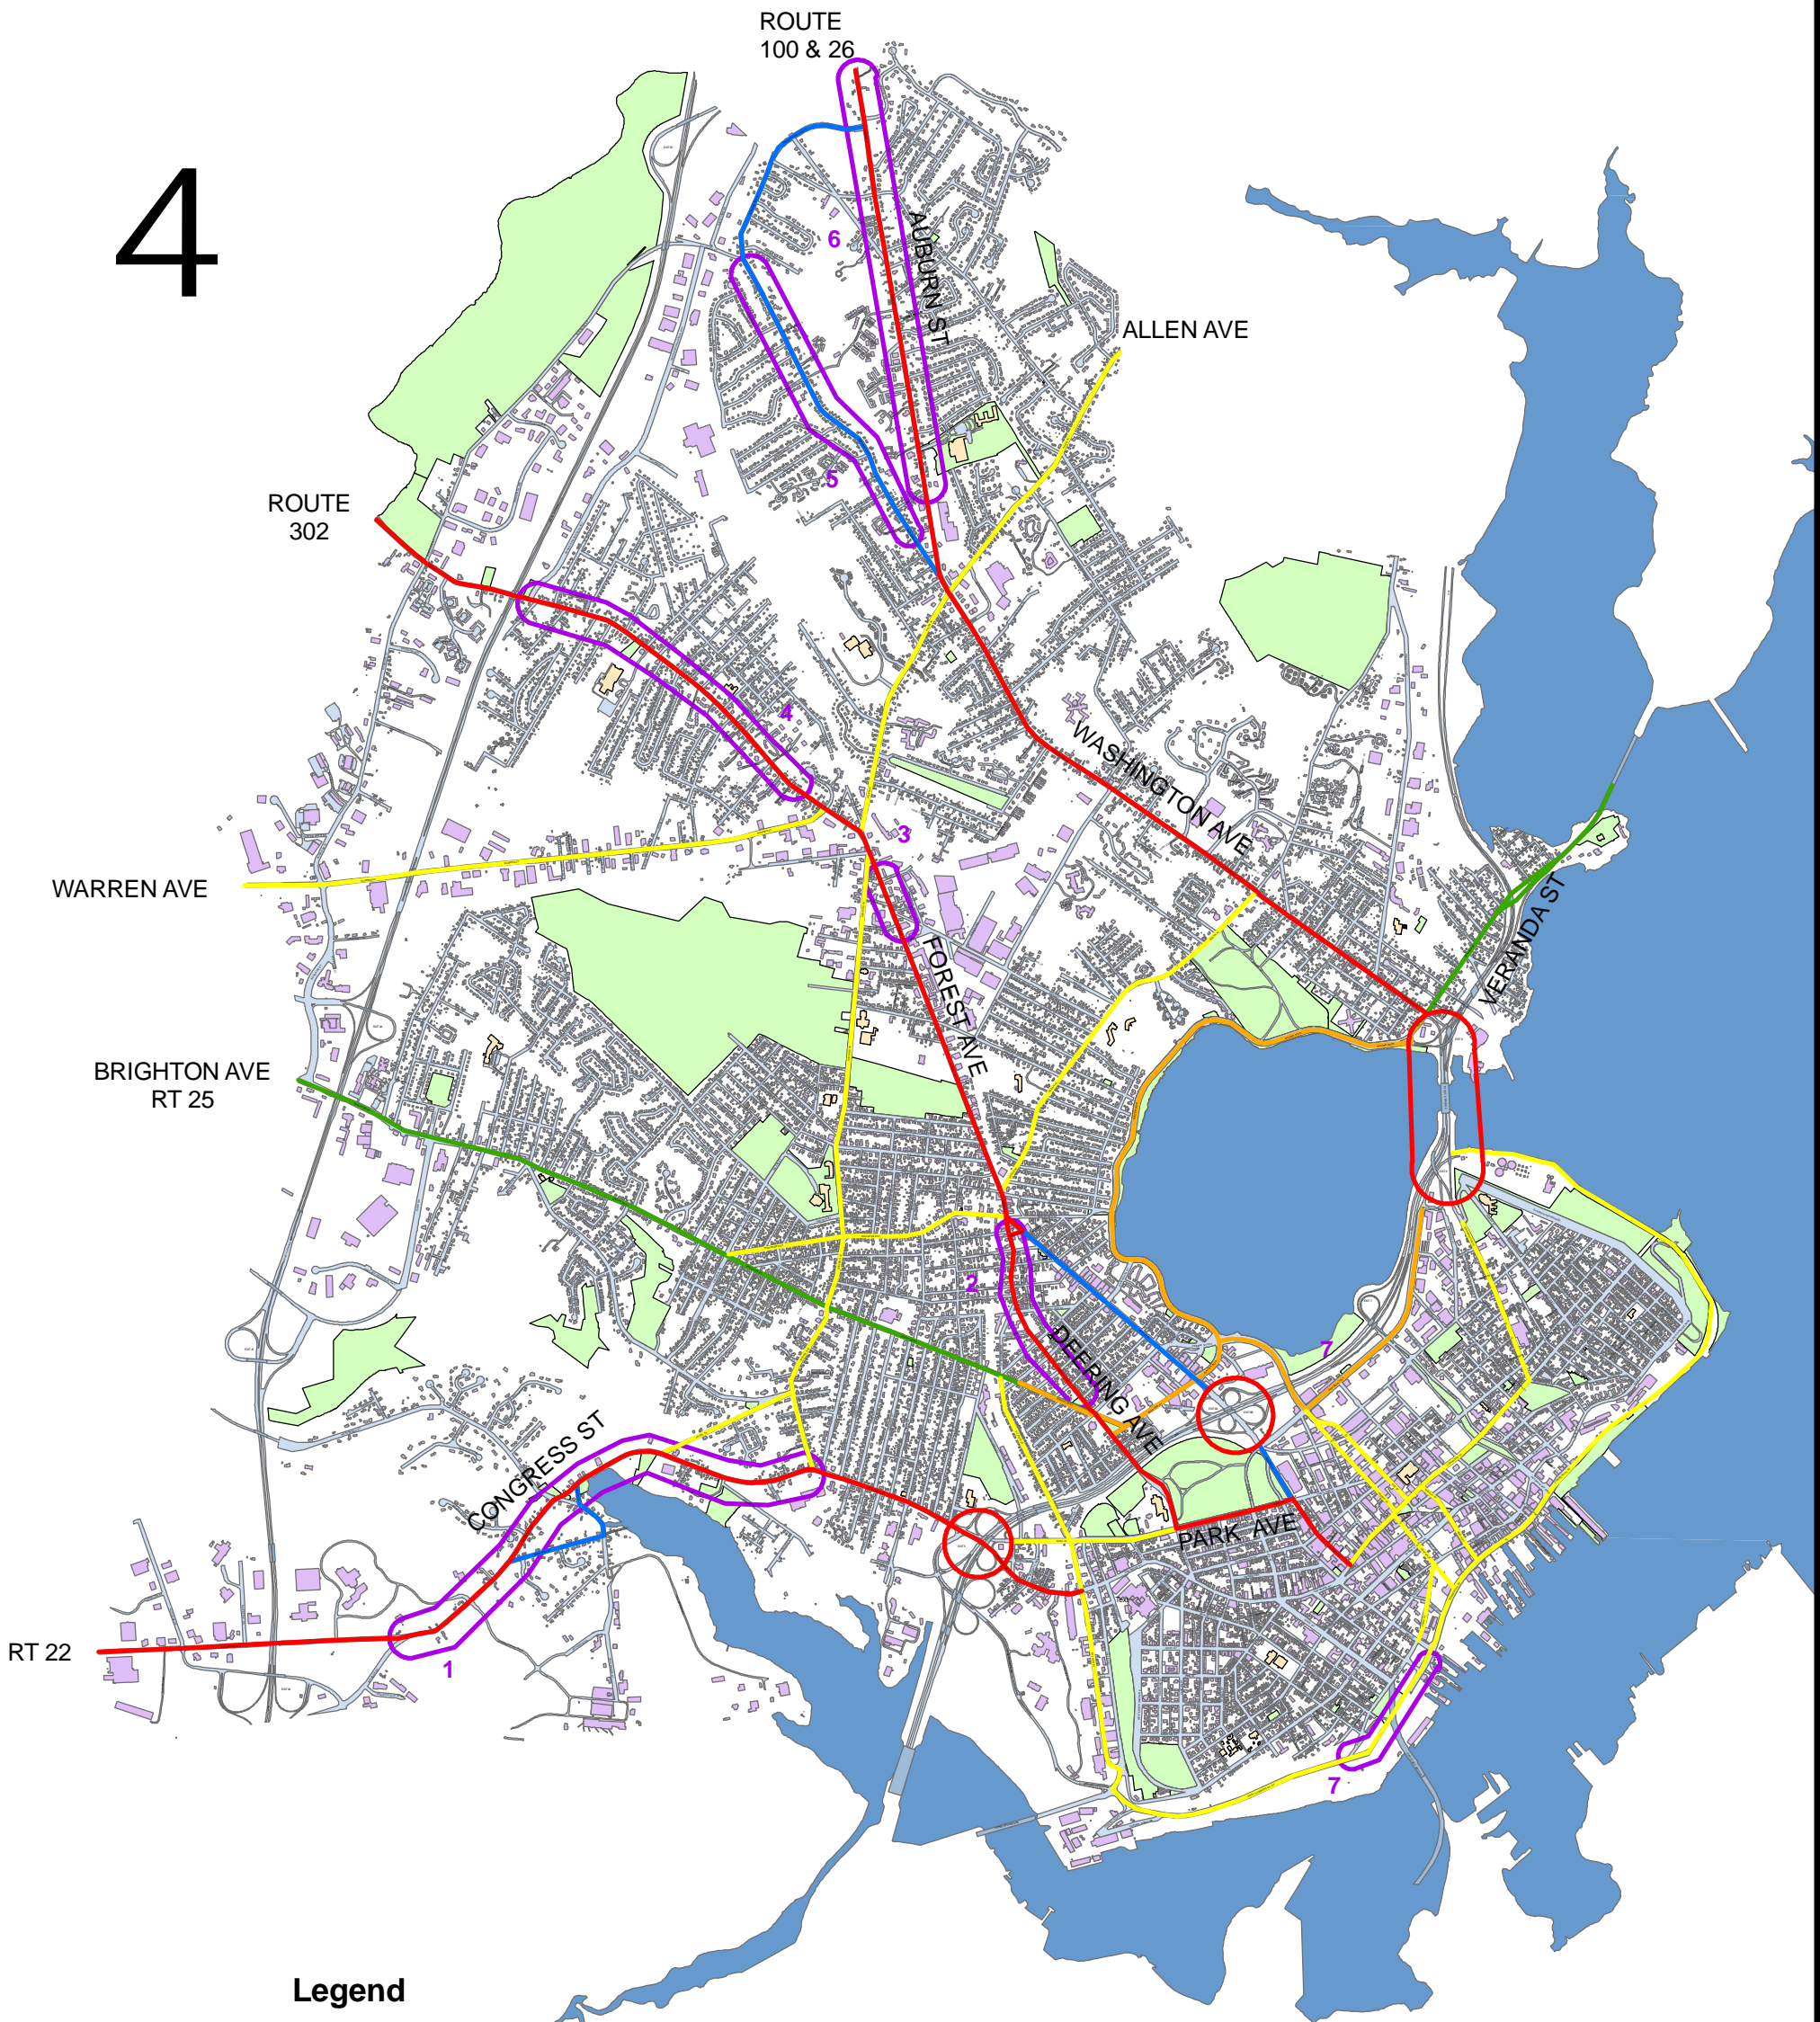 ROUTE
100 & 26
4
6
AUBURN ST
ALLEN AVE
5
ROUTE
302
4
WASHINGTON AVE
3
WARREN AVE
VERANDA ST
FOREST AVE
BRIGHTON AVE
RT 25
2
7
DEERING AVE
CONGRESS ST
PARK AVE
RT 22
1
7
Legend